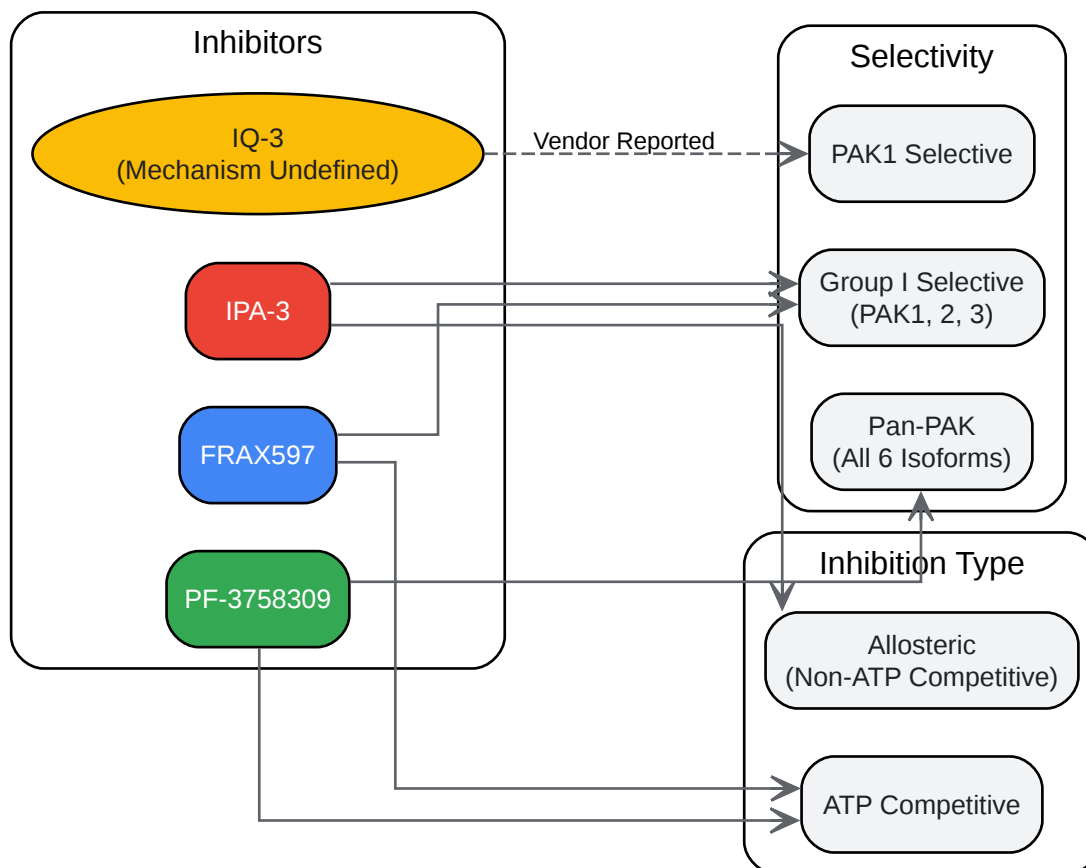 Inhibitors
IQ-3
(Mechanism Undefined)
IPA-3
FRAX597
PF-3758309
Vendor Reported
Selectivity
PAK1 Selective
Group I Selective
(PAK1, 2, 3)
Pan-PAK
(All 6 Isoforms)
Inhibition Type
Allosteric
(Non-ATP Competitive)
ATP Competitive